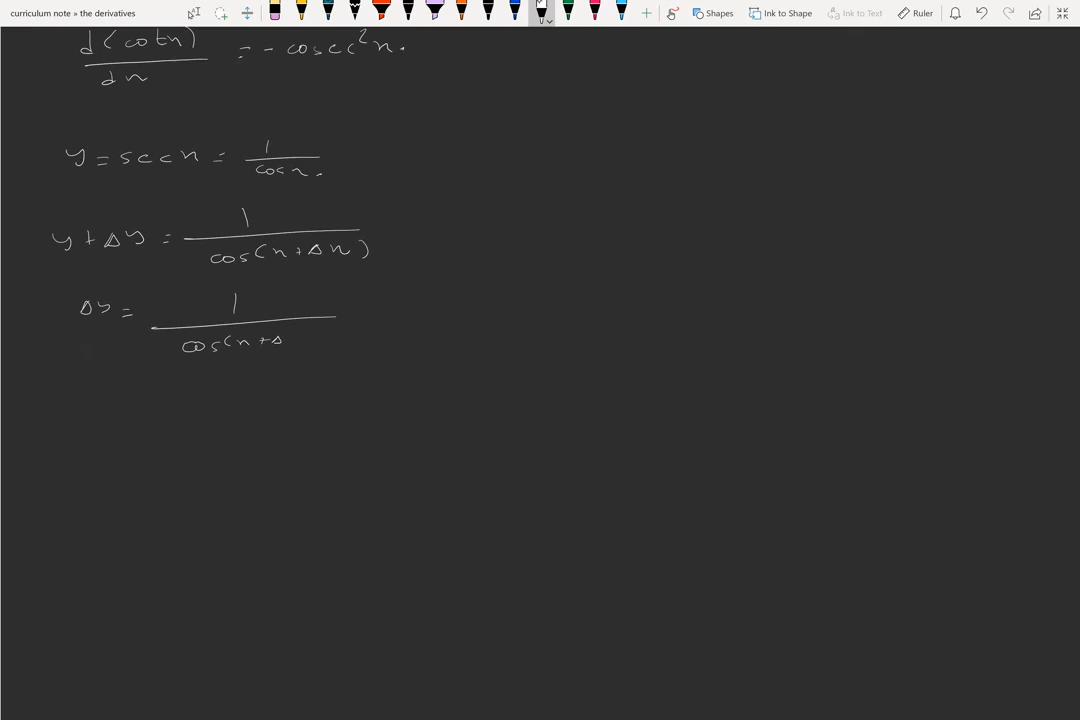 curriculum note » the derivatives
Shapes Ink to Shape Ink to Text Ruler
d(cotx)/dx = - cosec²x.
y = secx = 1/cosx.
y + Δy = 1/cos(x+Δx)
Δy = 1/cos(x+Δ